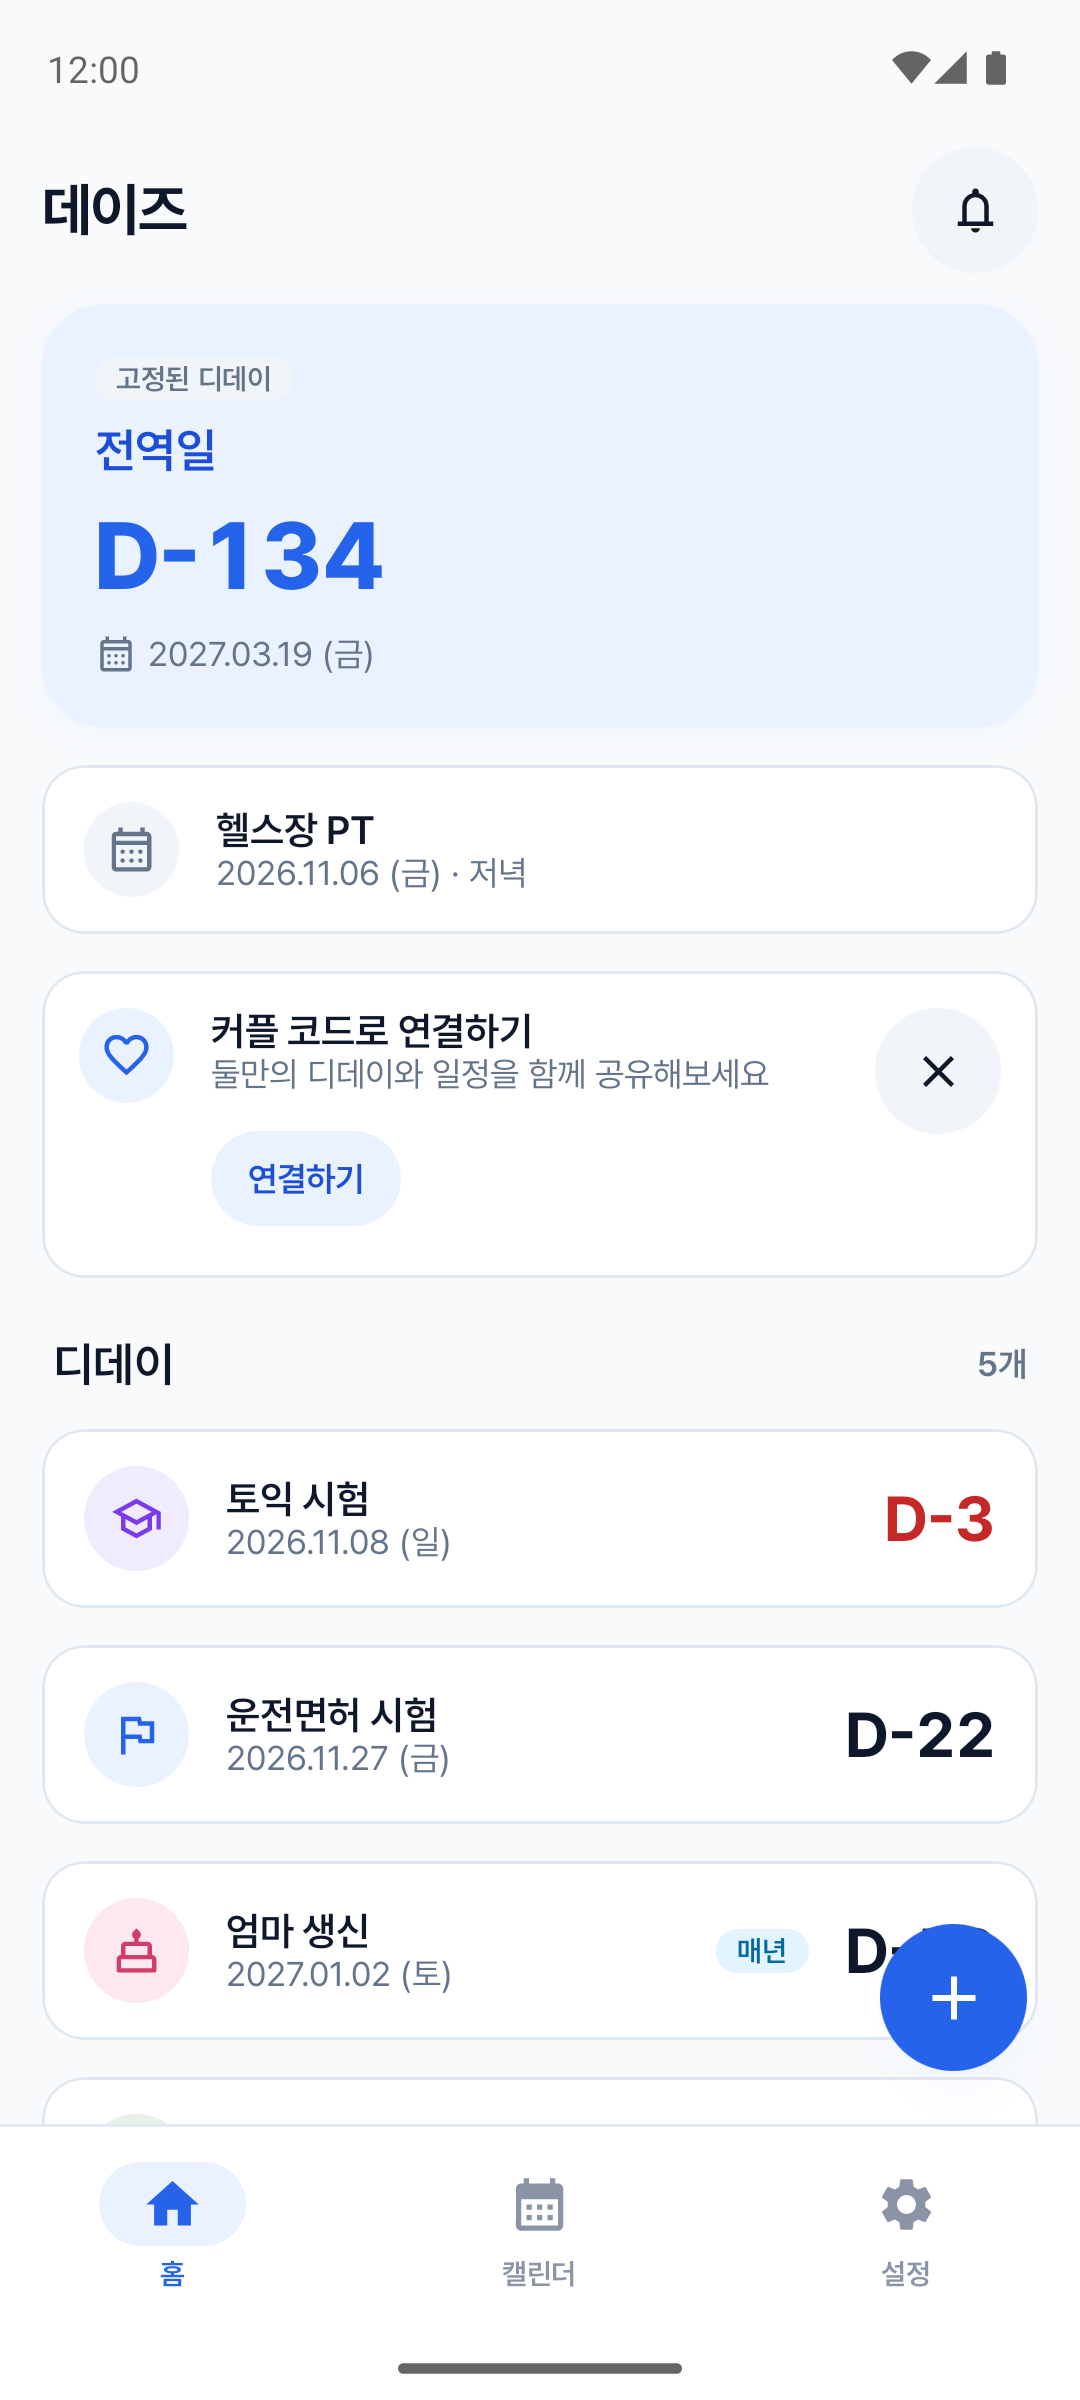 12:00
데이즈
고정된 디데이
전역일
D-134
2027.03.19 (금)
헬스장 PT
2026.11.06 (금) · 저녁
커플 코드로 연결하기
둘만의 디데이와 일정을 함께 공유해보세요
연결하기
디데이
5개
토익 시험
2026.11.08 (일)
D-3
운전면허 시험
2026.11.27 (금)
D-22
엄마 생신
2027.01.02 (토)
매년
홈
캘린더
설정